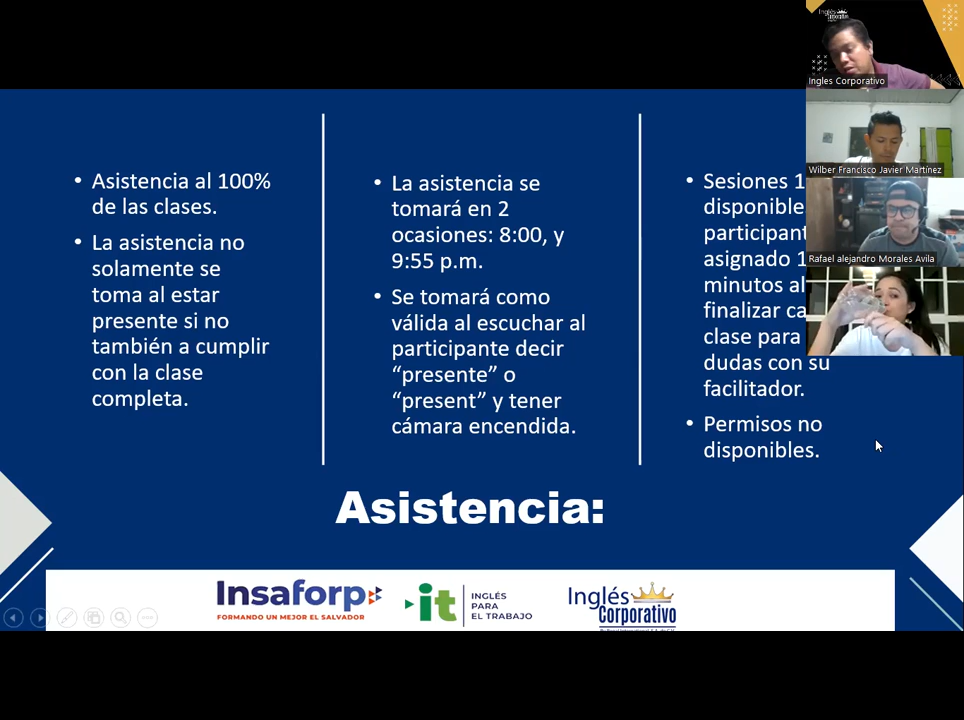 • Asistencia al 100%
de las clases.
• La asistencia no
solamente se
toma al estar
presente si no
también a cumplir
con la clase
completa.
• La asistencia se
tomará en 2
ocasiones: 8:00, y
9:55 p.m.
• Se tomará como
válida al escuchar al
participante decir
“presente” o
“present” y tener
cámara encendida.
• Sesiones 1
disponible
participant
asignado 1
minutos al
finalizar ca
clase para
dudas con su
facilitador.
• Permisos no
disponibles.
Asistencia:
Insaforp
FORMANDO UN MEJOR EL SALVADOR
it
INGLÉS
PARA
EL TRABAJO
Inglés
Corporativo
Inglés
Corporativo
Ingles Corporativo
Wilber Francisco Javier Martínez
Rafael alejandro Morales Avila